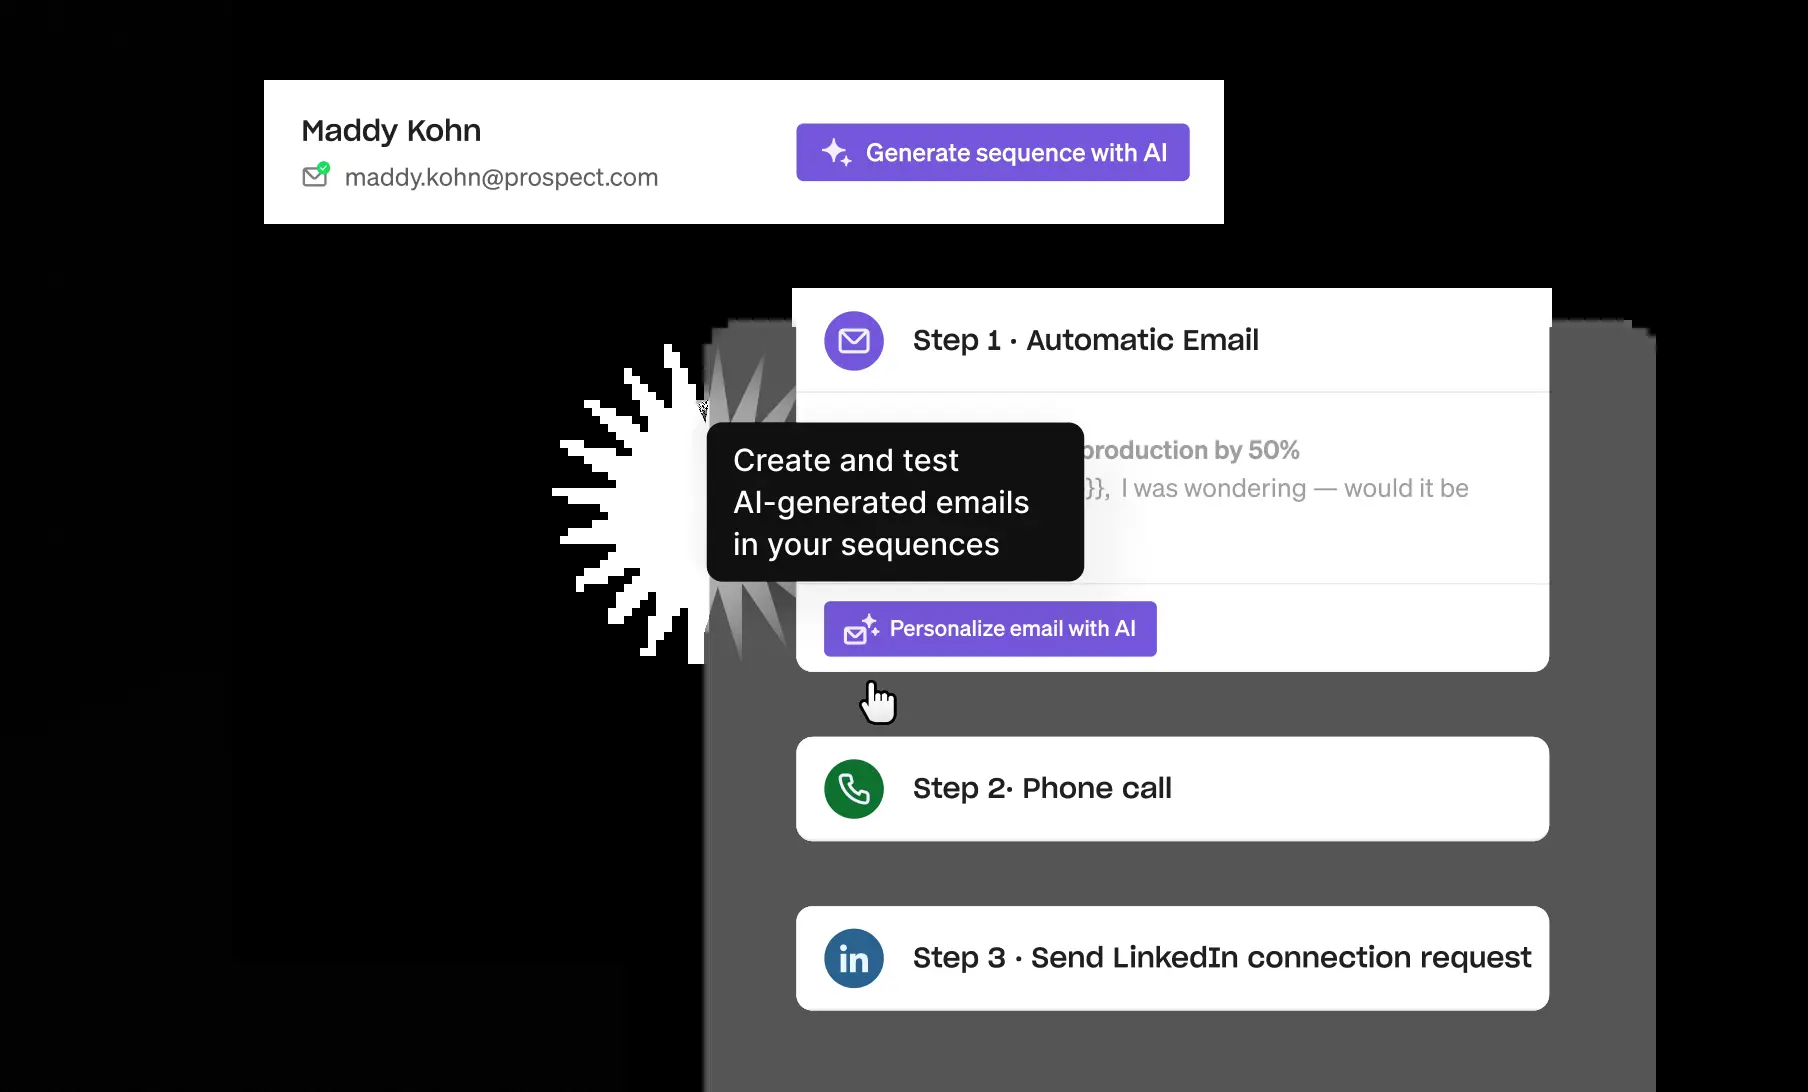 Maddy Kohn
maddy.kohn@prospect.com
Generate sequence with AI
Step 1 · Automatic Email
production by 50%
}}, I was wondering — would it be
Create and test
AI-generated emails
in your sequences
Personalize email with AI
Step 2· Phone call
in
Step 3 · Send LinkedIn connection request